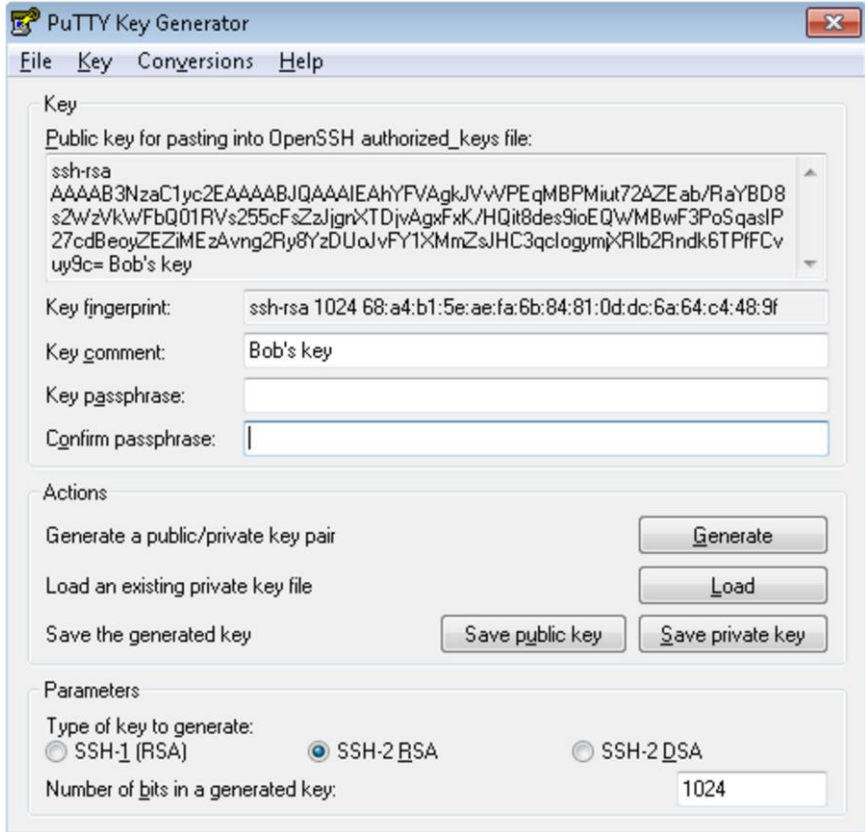 PuTTY Key Generator
File Key Conversions Help
Key
Public key for pasting into OpenSSH authorized_keys file:
ssh-rsa
AAAAB3NzaC1yc2EAAAABJQAAAIEAhYFVAgkJVvVPEqMBPMiut72AZEab/RaYBD8
s2WzVkWFbQ01RVs255cFsZzJjgnXTDjvAgxFxK/HQit8des9ioEQWMBwF3PoSqasIP
27cdBeoyZEZiMEzAvng2Ry8YzDUoJvFY1XMmZsJHC3qclogymjXRIb2Rndk6TPfFCv
uy9c= Bob's key
Key fingerprint: ssh-rsa 1024 68:a4:b1:5e:ae:fa:6b:84:81:0d:dc:6a:64:c4:48:9f
Key comment: Bob's key
Key passphrase:
Confirm passphrase:
Actions
Generate a public/private key pair Generate
Load an existing private key file Load
Save the generated key Save public key Save private key
Parameters
Type of key to generate:
SSH-1 (RSA) SSH-2 RSA SSH-2 DSA
Number of bits in a generated key: 1024